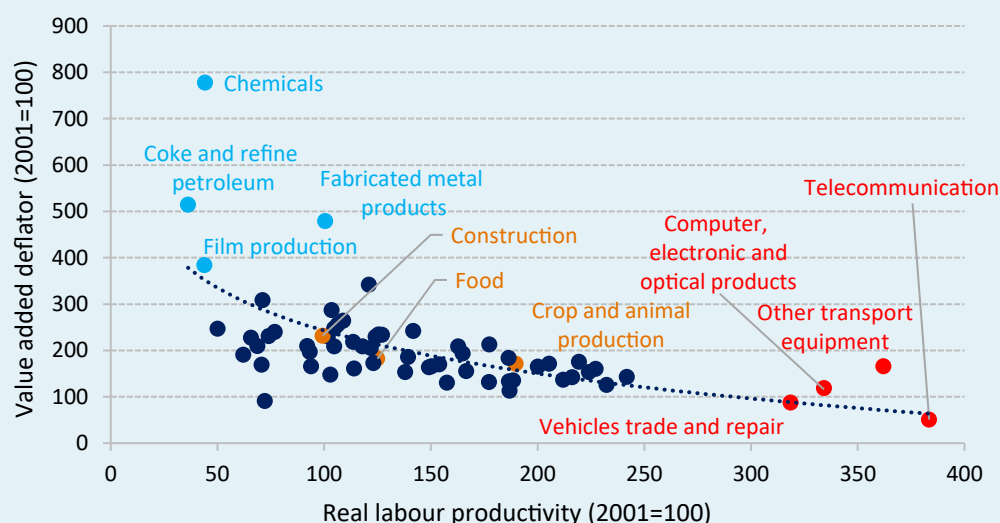 Value added deflator (2001=100)
900
800
700
600
500
400
300
200
100
0
Chemicals
Coke and refine
petroleum
Fabricated metal
products
Film production
Construction
Food
Crop and animal
production
Telecommunication
Computer,
electronic and
optical products
Other transport
equipment
Vehicles trade and repair
0 50 100 150 200 250 300 350 400
Real labour productivity (2001=100)